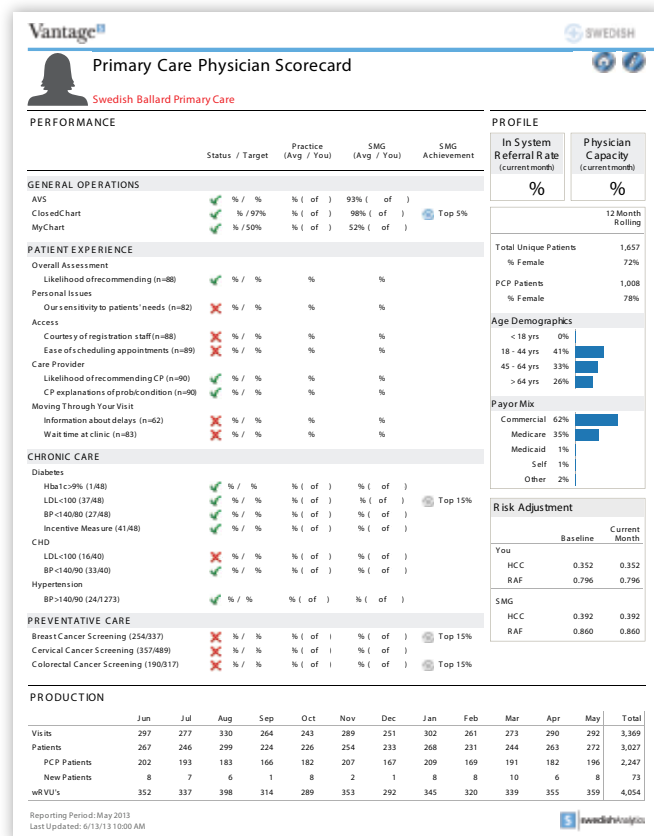 Vantage
SWEDISH
Primary Care Physician Scorecard
Swedish Ballard Primary Care
PERFORMANCE
Status / Target
Practice (Avg / You)
SMG (Avg / You)
SMG Achievement
GENERAL OPERATIONS
AVS % / % % ( of ) 93% ( of )
ClosedChart % / 97% % ( of ) 98% ( of ) Top 5%
MyChart % / 50% % ( of ) 52% ( of )
PATIENT EXPERIENCE
Overall Assessment
Likelihood of recommending (n=88) % / % % %
Personal Issues
Our sensitivity to patients' needs (n=82) % / % % %
Access
Courtesy of registration staff (n=88) % / % % %
Ease of scheduling appointments (n=89) % / % % %
Care Provider
Likelihood of recommending CP (n=90) % / % % %
CP explanations of prob/condition (n=90) % / % % %
Moving Through Your Visit
Information about delays (n=62) % / % % %
Wait time at clinic (n=83) % / % % %
CHRONIC CARE
Diabetes
Hba1c>9% (1/48) % / % % ( of ) % ( of )
LDL<100 (37/48) % / % % ( of ) % ( of ) Top 15%
BP<140/80 (27/48) % / % % ( of ) % ( of )
Incentive Measure (41/48) % / % % ( of ) % ( of )
CHD
LDL<100 (16/40) % / % % ( of ) % ( of )
BP<140/90 (33/40) % / % % ( of ) % ( of )
Hypertension
BP>140/90 (24/1273) % / % % ( of ) % ( of )
PREVENTATIVE CARE
Breast Cancer Screening (254/337) % / % % ( of ) % ( of ) Top 15%
Cervical Cancer Screening (357/489) % / % % ( of ) % ( of )
Colorectal Cancer Screening (190/317) % / % % ( of ) % ( of ) Top 15%
PROFILE
In System Referral Rate (current month) %
Physician Capacity (current month) %
12 Month Rolling
Total Unique Patients 1,657
% Female 72%
PCP Patients 1,008
% Female 78%
Age Demographics
< 18 yrs 0%
18 - 44 yrs 41%
45 - 64 yrs 33%
> 64 yrs 26%
Payor Mix
Commercial 62%
Medicare 35%
Medicaid 1%
Self 1%
Other 2%
Risk Adjustment
Baseline Current Month
You
HCC 0.352 0.352
RAF 0.796 0.796
SMG
HCC 0.392 0.392
RAF 0.860 0.860
PRODUCTION
Jun Jul Aug Sep Oct Nov Dec Jan Feb Mar Apr May Total
Visits 297 277 330 264 243 289 251 302 261 273 290 292 3,369
Patients 267 246 299 224 226 254 233 268 231 244 263 272 3,027
PCP Patients 202 193 183 166 182 207 167 209 169 191 182 196 2,247
New Patients 8 7 6 1 8 2 1 8 8 10 6 8 73
wRVU's 352 337 398 314 289 353 292 345 320 339 355 359 4,054
Reporting Period: May 2013
Last Updated: 6/13/13 10:00 AM
swedishAnalytics